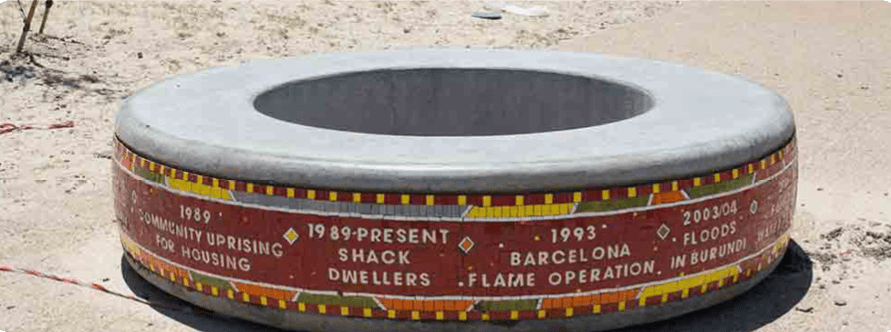 1989
COMMUNITY UPRISING
FOR HOUSING
1989-PRESENT
SHACK
DWELLERS
1993
BARCELONA
FLAME OPERATION
2003/04
FLOODS
IN BURUNDI